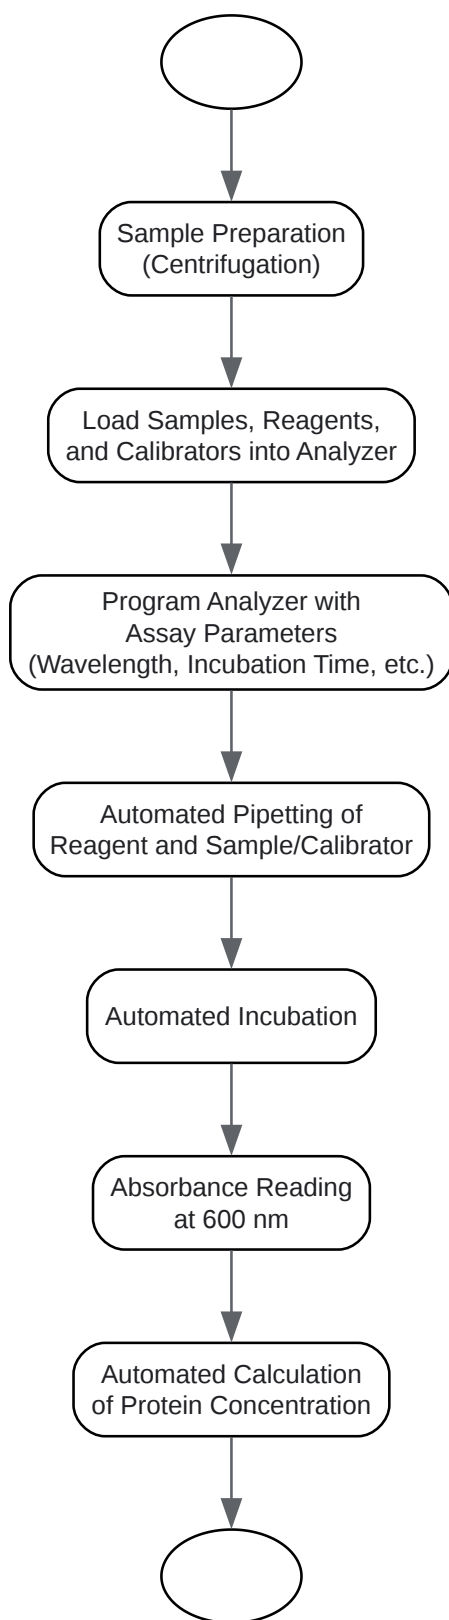 Sample Preparation
(Centrifugation)
Load Samples, Reagents,
and Calibrators into Analyzer
Program Analyzer with
Assay Parameters
(Wavelength, Incubation Time, etc.)
Automated Pipetting of
Reagent and Sample/Calibrator
Automated Incubation
Absorbance Reading
at 600 nm
Automated Calculation
of Protein Concentration